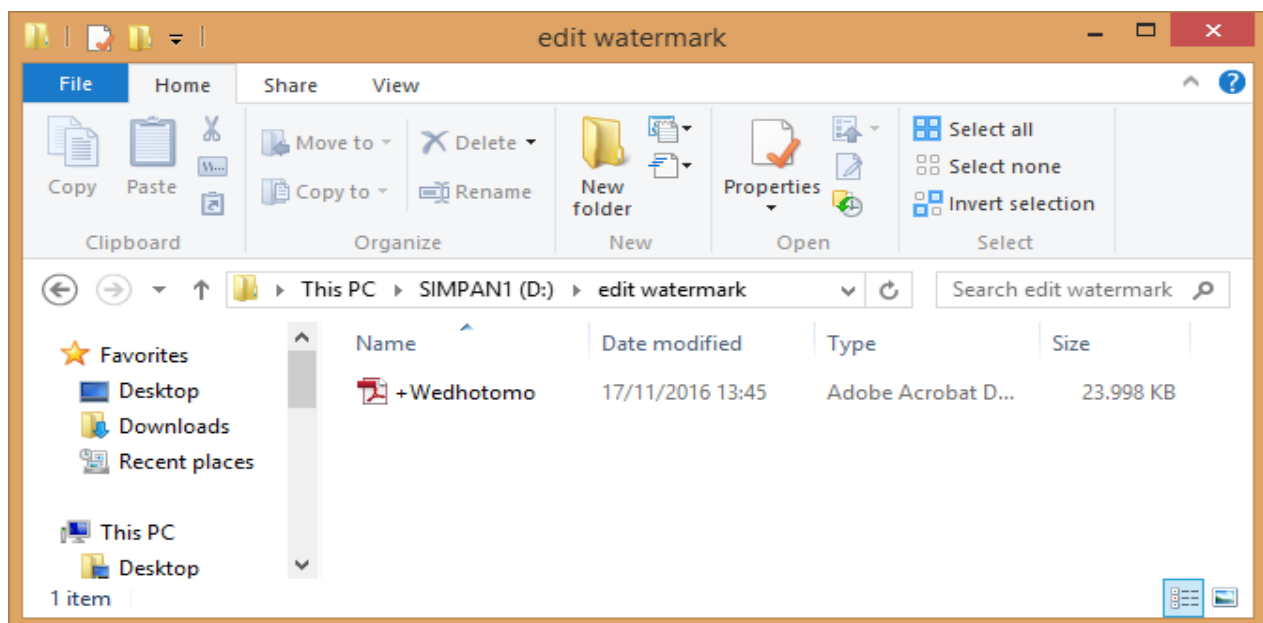 edit watermark
File Home Share View
Copy Paste Move to Copy to Delete Rename New folder Properties Select all Select none Invert selection
Clipboard Organize New Open Select
This PC SIMPAN1 (D:) edit watermark Search edit watermark
Name Date modified Type Size
Favorites
+Wedhotomo 17/11/2016 13:45 Adobe Acrobat D... 23.998 KB
Desktop
Downloads
Recent places
This PC
Desktop
1 item